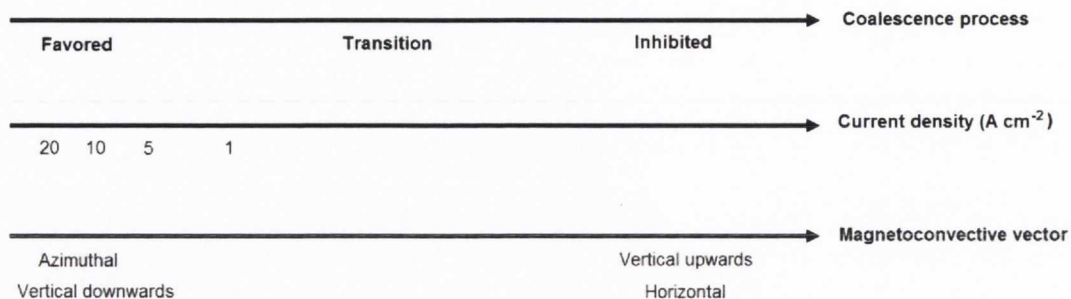 Coalescence process
Favored Transition Inhibited
Current density (A cm⁻²)
20 10 5 1
Magnetoconvective vector
Azimuthal Vertical upwards
Vertical downwards Horizontal